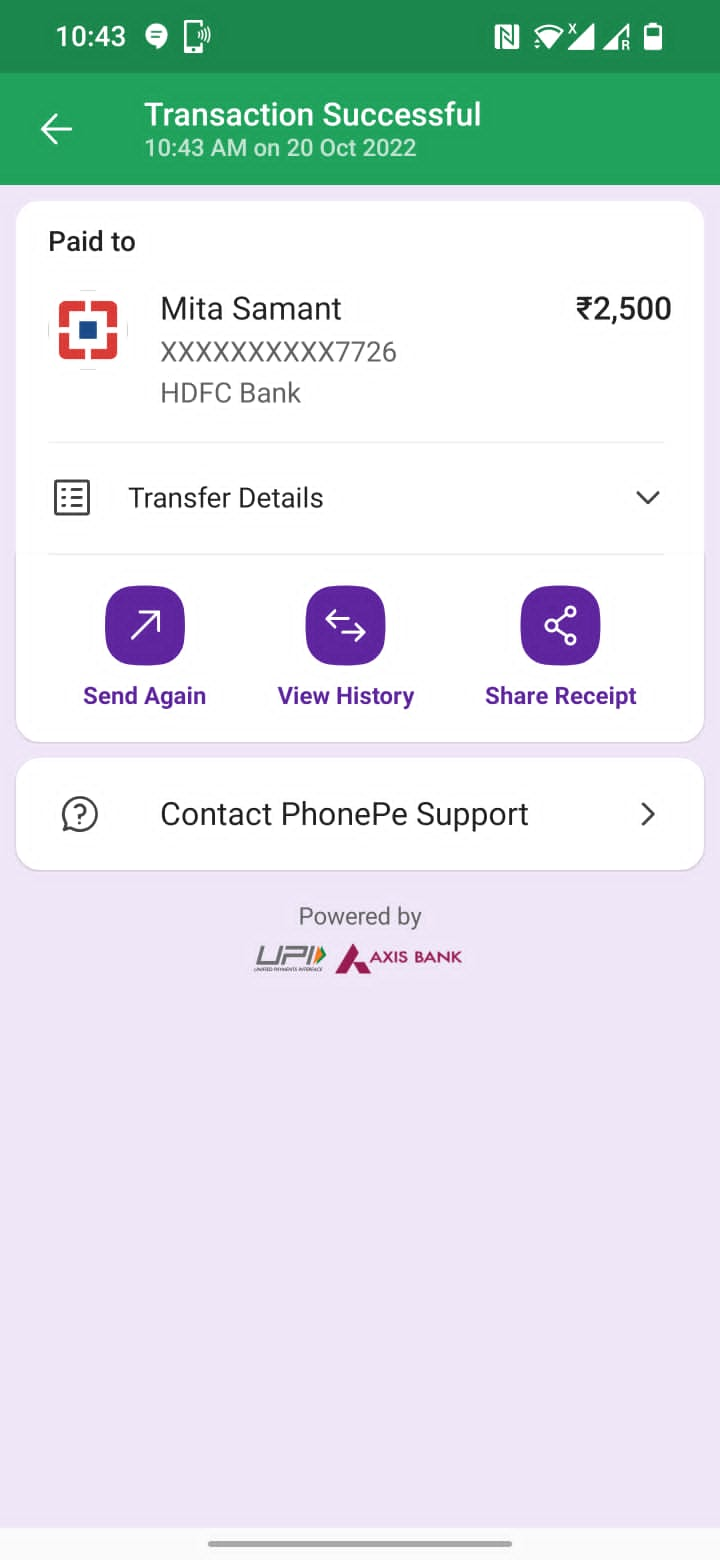 10:43
X
R
Transaction Successful
10:43 AM on 20 Oct 2022
Paid to
Mita Samant
₹2,500
XXXXXXXXXX7726
HDFC Bank
Transfer Details
Send Again
View History
Share Receipt
Contact PhonePe Support
Powered by
UPI
UNIFIED PAYMENTS INTERFACE
AXIS BANK